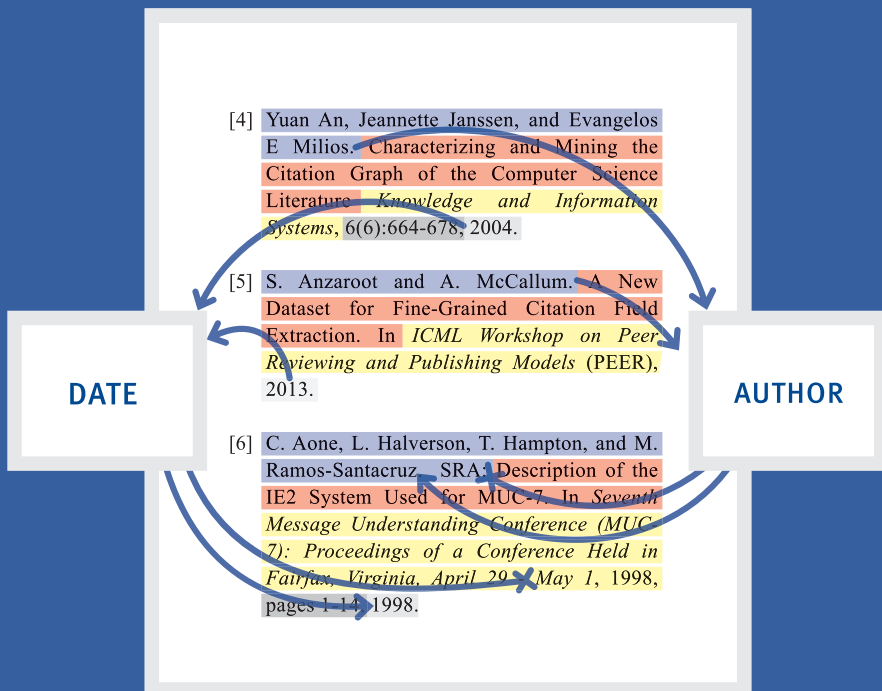 [4] Yuan An, Jeannette Janssen, and Evangelos
E Milios. Characterizing and Mining the
Citation Graph of the Computer Science
Literature Knowledge and Information
Systems, 6(6):664-678, 2004.
[5] S. Anzaroot and A. McCallum. A New
Dataset for Fine-Grained Citation Field
Extraction. In ICML Workshop on Peer
Reviewing and Publishing Models (PEER),
2013.
DATE
AUTHOR
[6] C. Aone, L. Halverson, T. Hampton, and M.
Ramos-Santacruz. SRA: Description of the
IE2 System Used for MUC-7. In Seventh
Message Understanding Conference (MUC-
7): Proceedings of a Conference Held in
Fairfax, Virginia, April 29 - May 1, 1998,
pages 1-14, 1998.